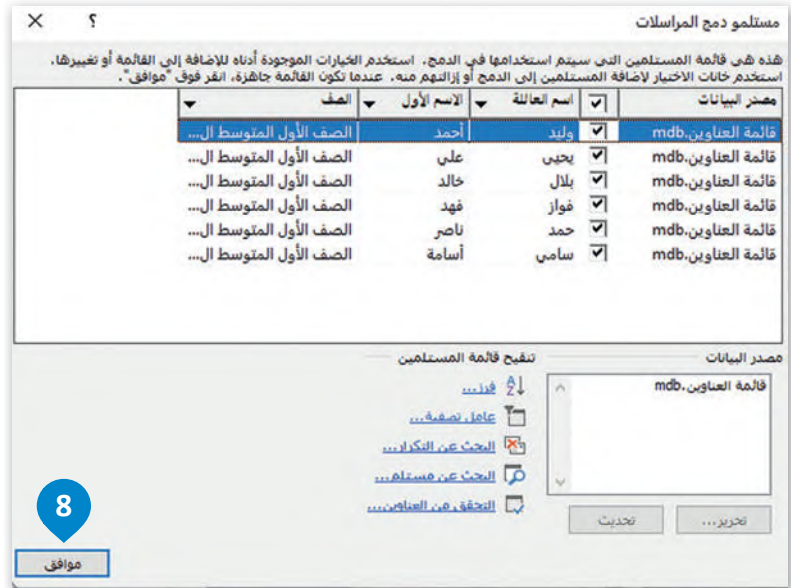 مستلمو دمج المراسلات ؟ ×
هذه هي قائمة المستلمين التي سيتم استخدامها في الدمج. استخدم الخيارات الموجودة أدناه للإضافة إلى القائمة أو تغييرها.
استخدم خانات الاختيار لإضافة المستلمين إلى الدمج أو إزالتهم منه. عندما تكون القائمة جاهزة، انقر فوق "موافق".
مصدر البيانات اسم العائلة الاسم الأول الصف
قائمة العناوين.mdb وليد أحمد الصف الأول المتوسط ال...
قائمة العناوين.mdb يحيى علي الصف الأول المتوسط ال...
قائمة العناوين.mdb بلال خالد الصف الأول المتوسط ال...
قائمة العناوين.mdb فواز فهد الصف الأول المتوسط ال...
قائمة العناوين.mdb حمد ناصر الصف الأول المتوسط ال...
قائمة العناوين.mdb سامي أسامة الصف الأول المتوسط ال...
مصدر البيانات
قائمة العناوين.mdb
تحرير...
تحديث
تنقيح قائمة المستلمين
فرز...
عامل تصفية...
البحث عن التكرار...
البحث عن مستلم...
التحقق من العناوين...
8
موافق